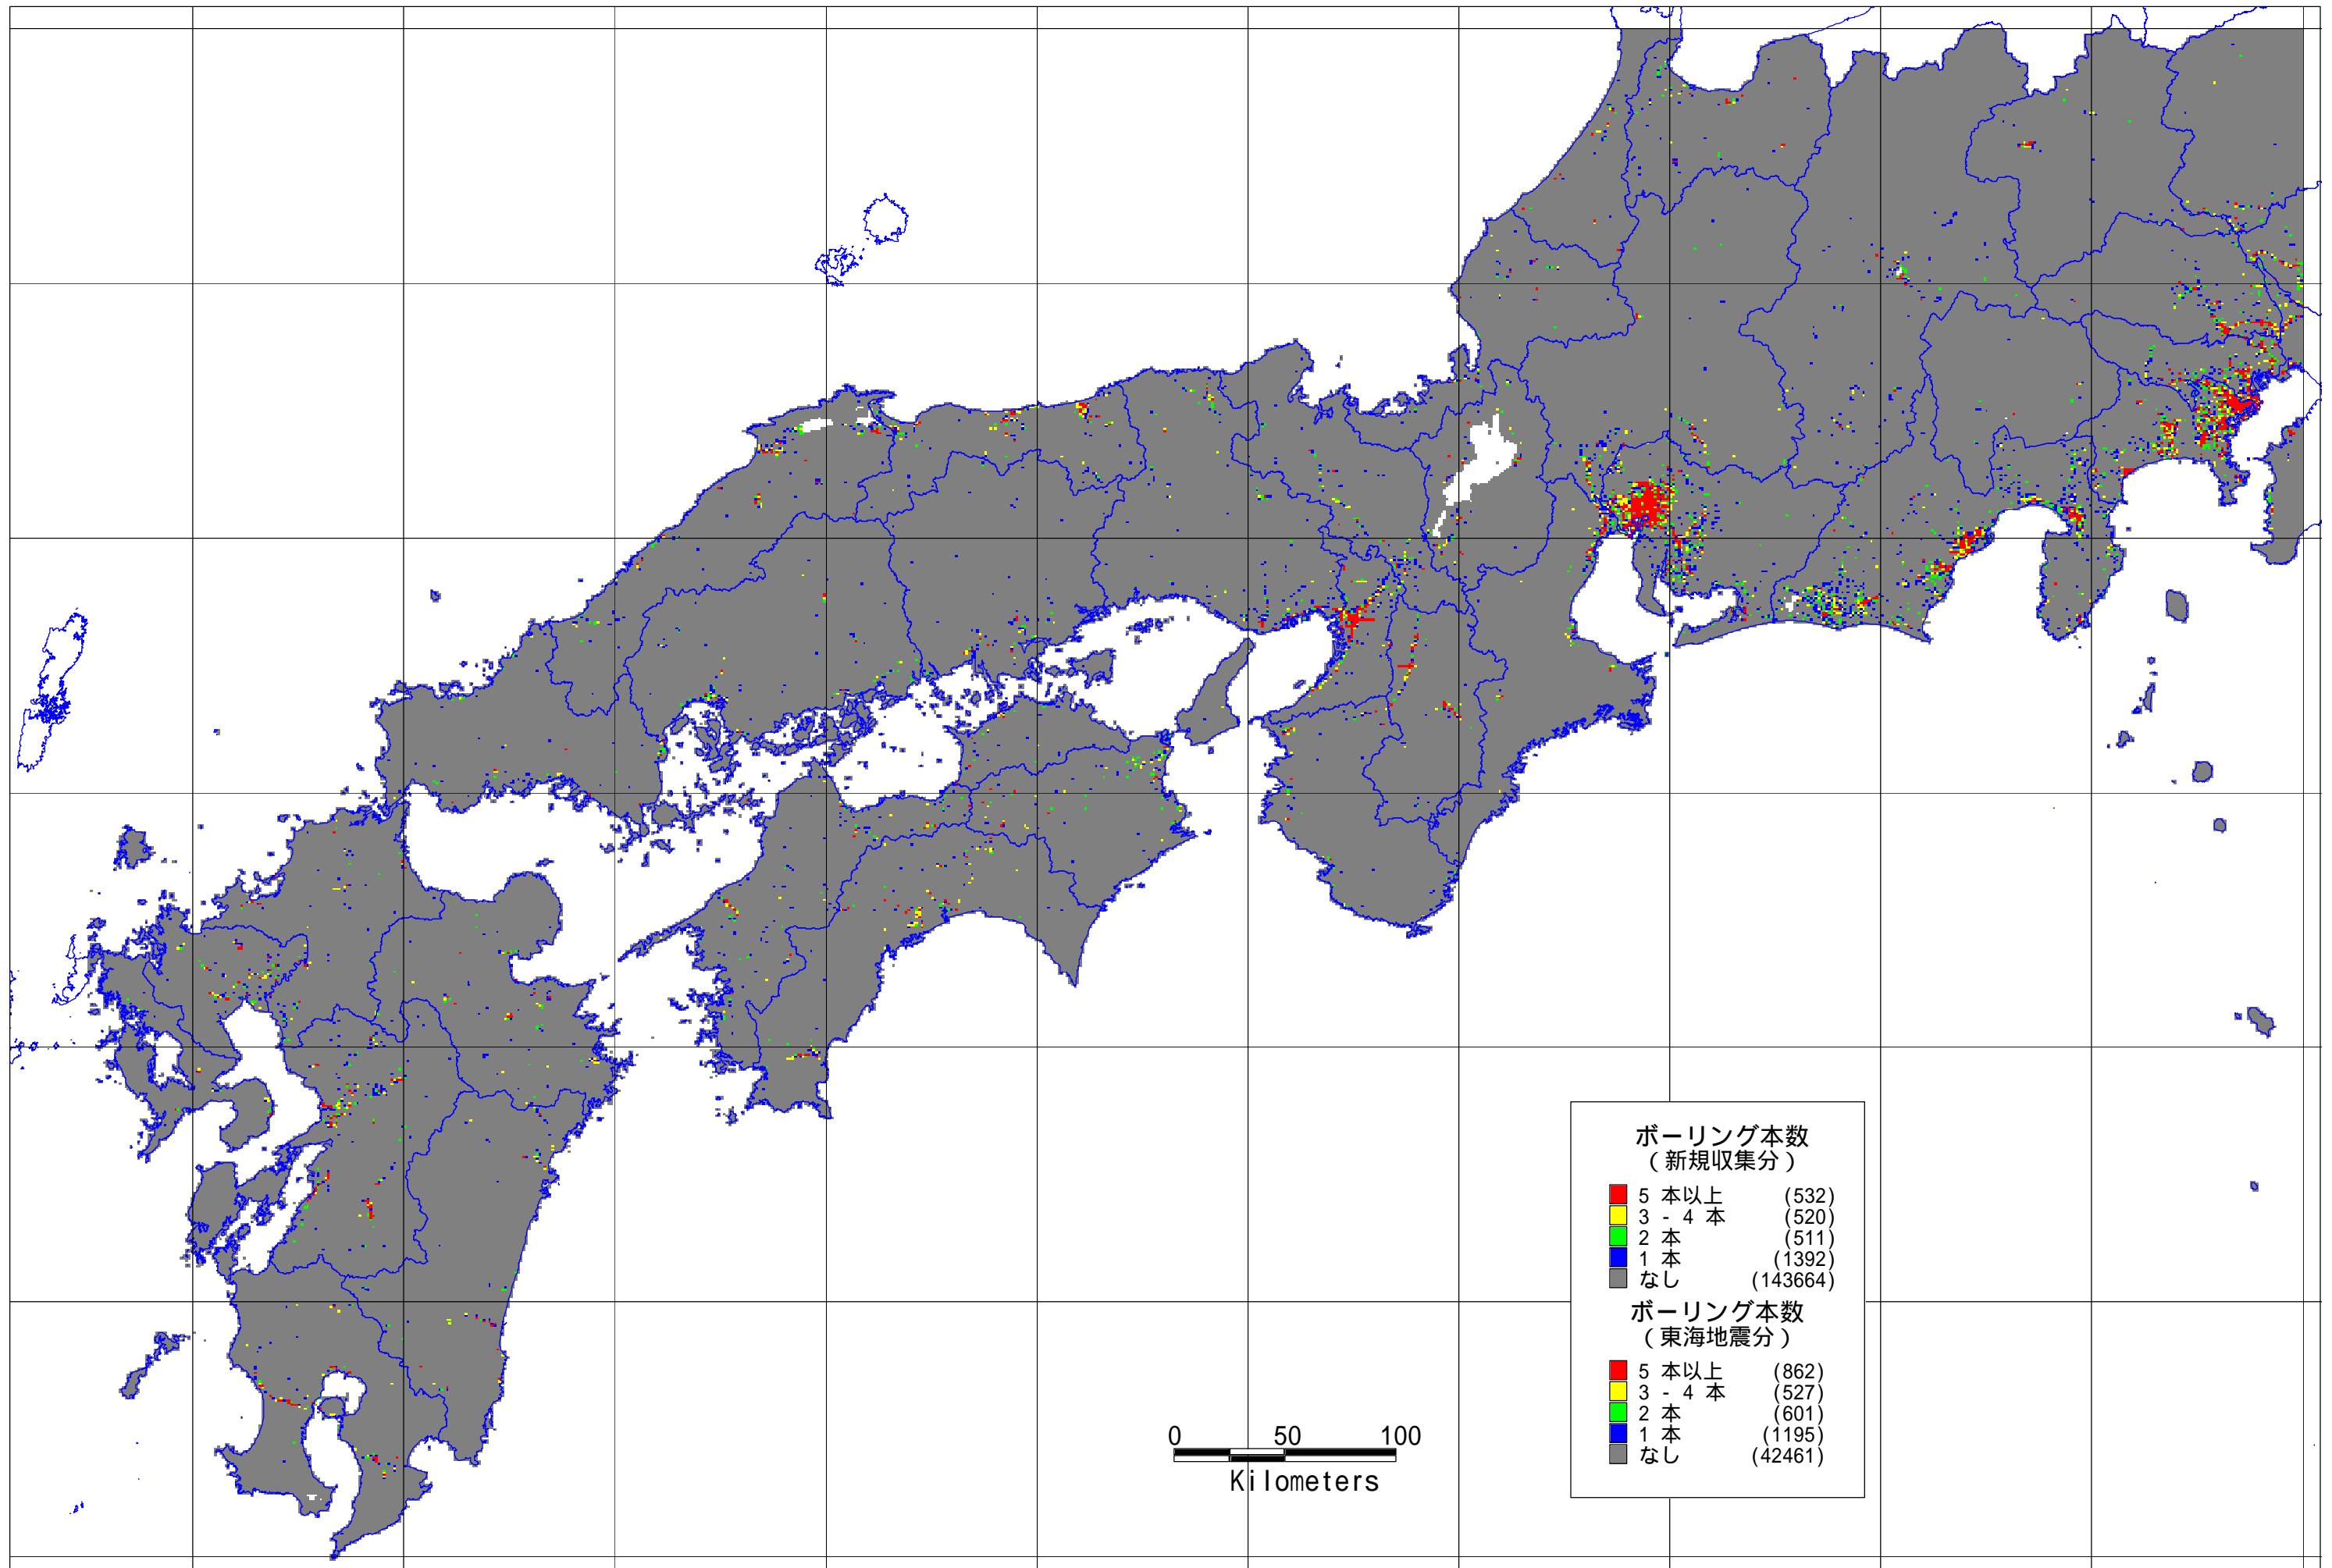 ボーリング本数
（新規収集分）
5 本以上 (532)
3 - 4 本 (520)
2 本 (511)
1 本 (1392)
なし (143664)
ボーリング本数
（東海地震分）
5 本以上 (862)
3 - 4 本 (527)
2 本 (601)
1 本 (1195)
なし (42461)
0 50 100
Kilometers